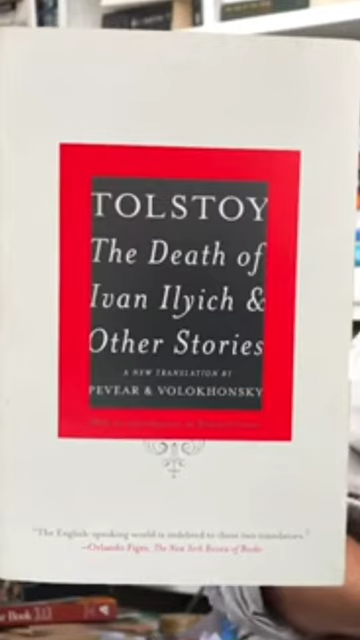 TOLSTOY
The Death of
Ivan Ilyich &
Other Stories
A NEW TRANSLATION BY
PEVEAR & VOLOKHONSKY
"The English-speaking world is indebted to these two translators."
—Orlando Figes, The New York Review of Books
Book